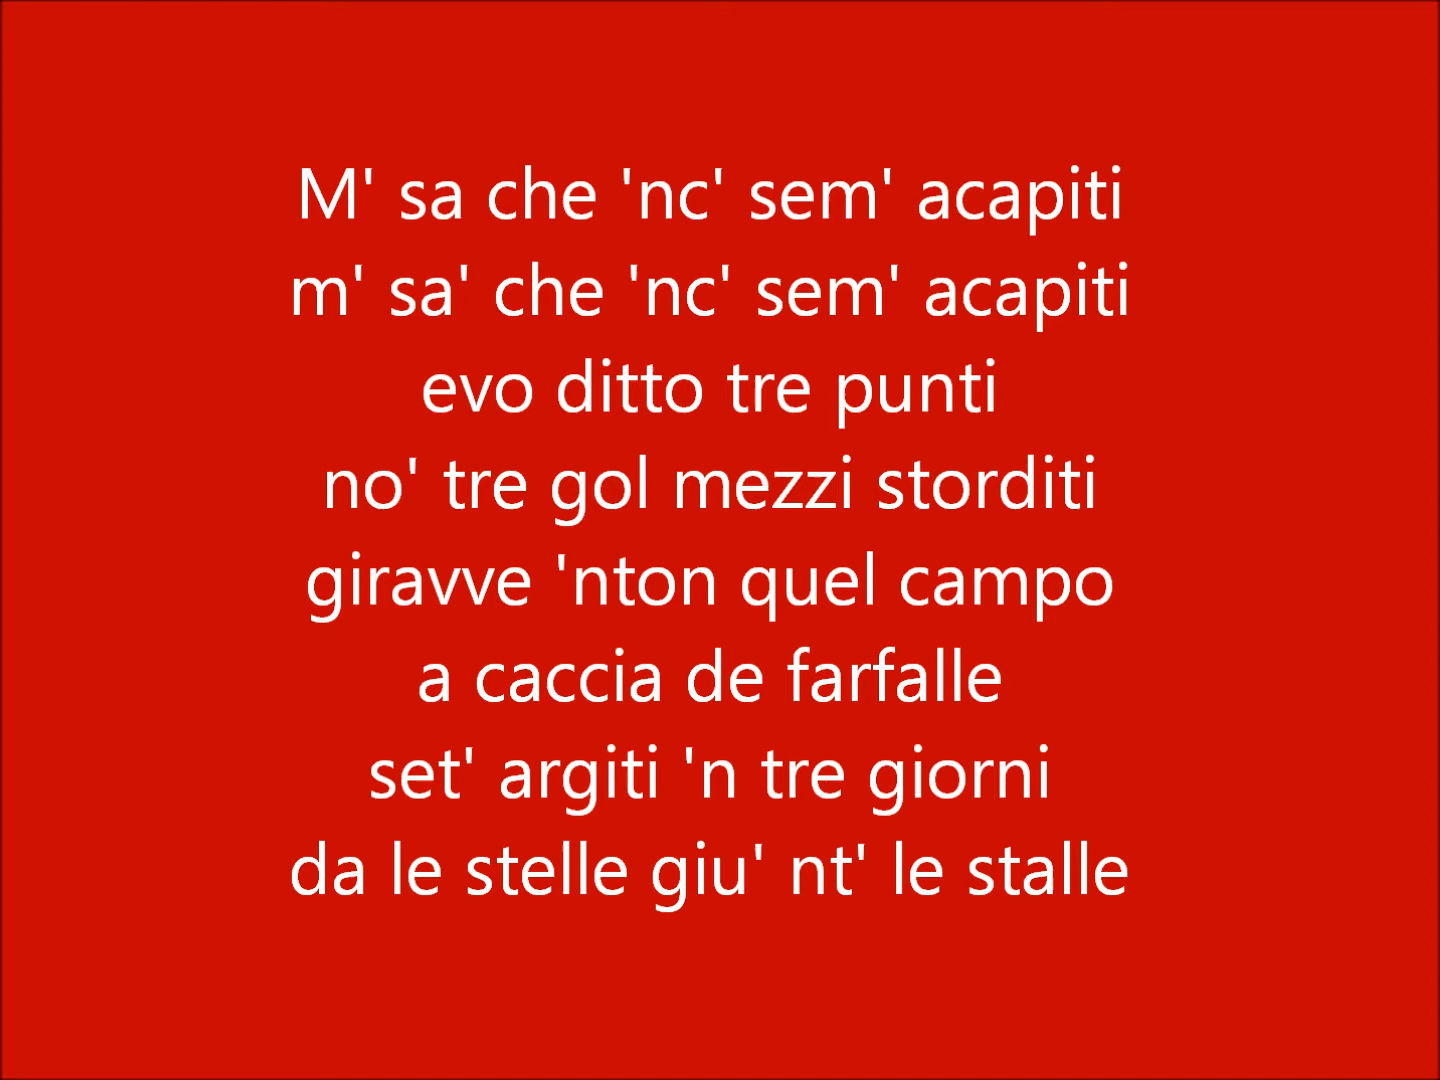 M' sa che 'nc' sem' acapiti
m' sa' che 'nc' sem' acapiti
evo ditto tre punti
no' tre gol mezzi storditi
giravve 'nton quel campo
a caccia de farfalle
set' argiti 'n tre giorni
da le stelle giu' nt' le stalle